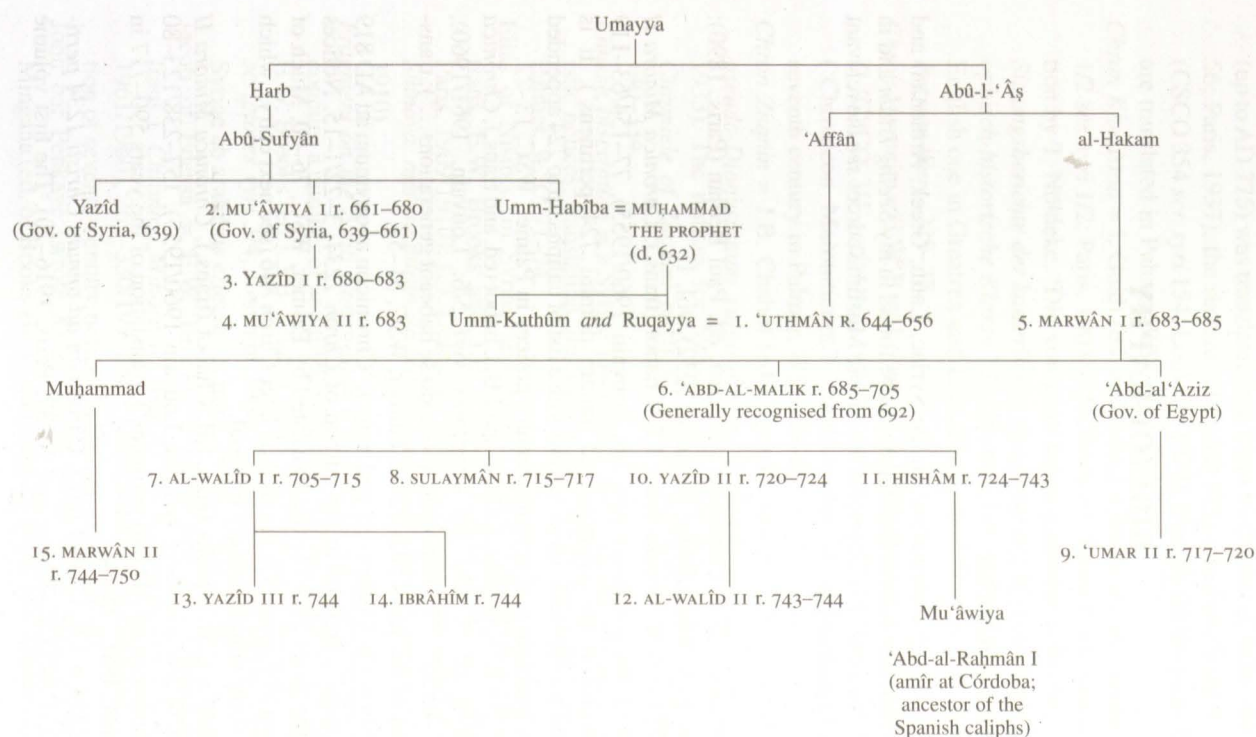 Umayya
Ḥarb
Abû-l-‘Âṣ
Abû-Sufyân
‘Affân
al-Ḥakam
Yazîd
(Gov. of Syria, 639)
2. MU‘ÂWIYA I r. 661–680
(Gov. of Syria, 639–661)
Umm-Ḥabîba = MUḤAMMAD
THE PROPHET
(d. 632)
3. YAZÎD I r. 680–683
4. MU‘ÂWIYA II r. 683
Umm-Kuthûm and Ruqayya = 1. ‘UTHMÂN R. 644–656
5. MARWÂN I r. 683–685
Muḥammad
6. ‘ABD-AL-MALIK r. 685–705
(Generally recognised from 692)
‘Abd-al‘Aziz
(Gov. of Egypt)
7. AL-WALÎD I r. 705–715
8. SULAYMÂN r. 715–717
10. YAZÎD II r. 720–724
11. HISHÂM r. 724–743
15. MARWÂN II
r. 744–750
9. ‘UMAR II r. 717–720
13. YAZÎD III r. 744
14. IBRÂHÎM r. 744
12. AL-WALÎD II r. 743–744
Mu‘âwiya
‘Abd-al-Raḥmân I
(amîr at Córdoba;
ancestor of the
Spanish caliphs)